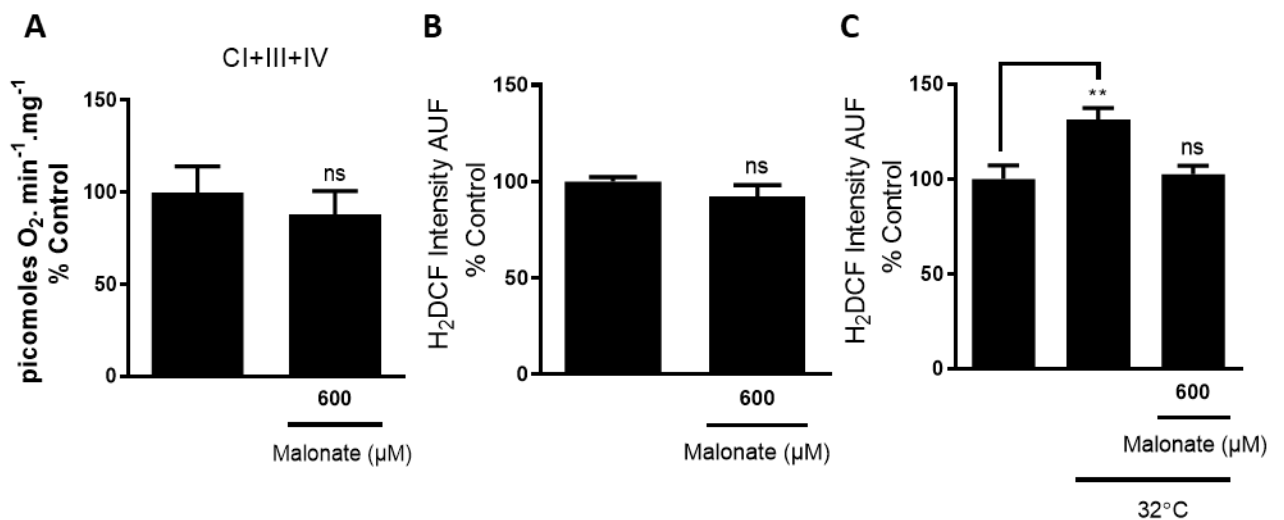 A
CI+III+IV
picomoles O₂. min⁻¹.mg⁻¹
% Control
150
100
50
0
ns
600
Malonate (µM)
B
H₂DCF Intensity AUF
% Control
150
100
50
0
ns
600
Malonate (µM)
C
H₂DCF Intensity AUF
% Control
150
100
50
0
**
ns
600
Malonate (µM)
32°C